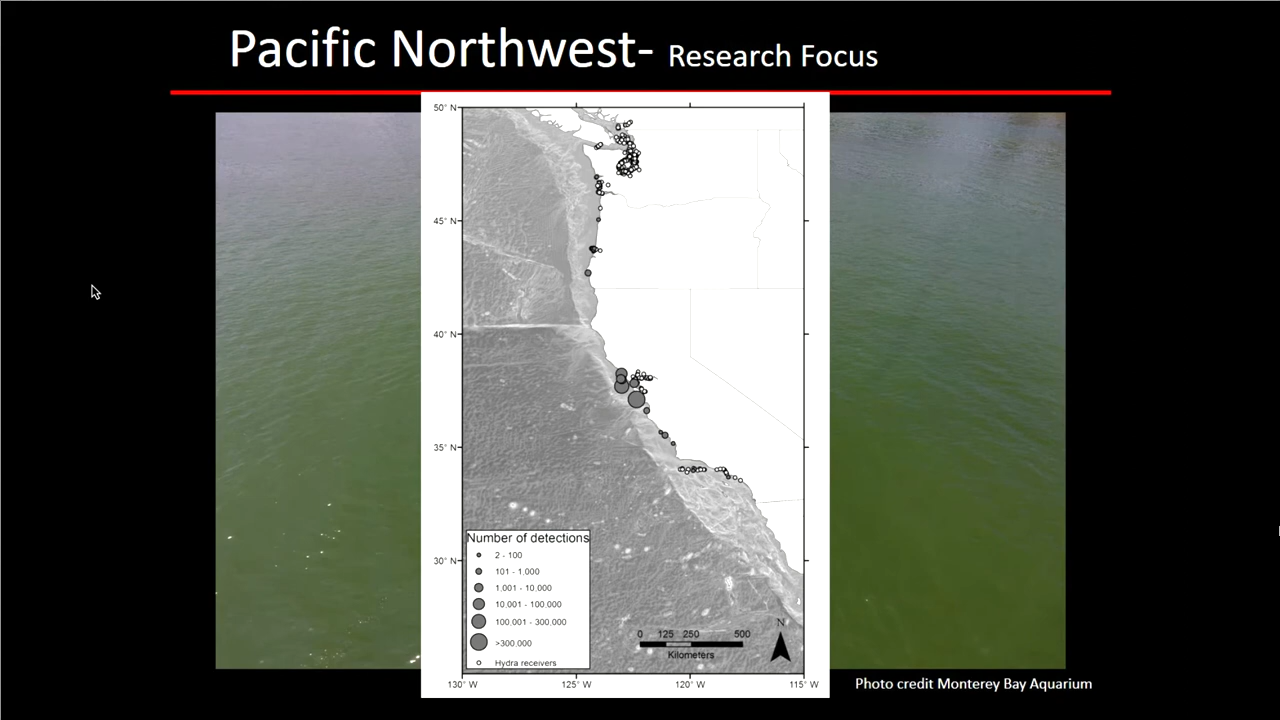 Pacific Northwest- Research Focus
50° N
45° N
40° N
35° N
30° N
Number of detections
2 - 100
101 - 1,000
1,001 - 10,000
10,001 - 100,000
100,001 - 300,000
>300,000
Hydra receivers
N
0 125 250 500
Kilometers
130° W 125° W 120° W 115° W
Photo credit Monterey Bay Aquarium